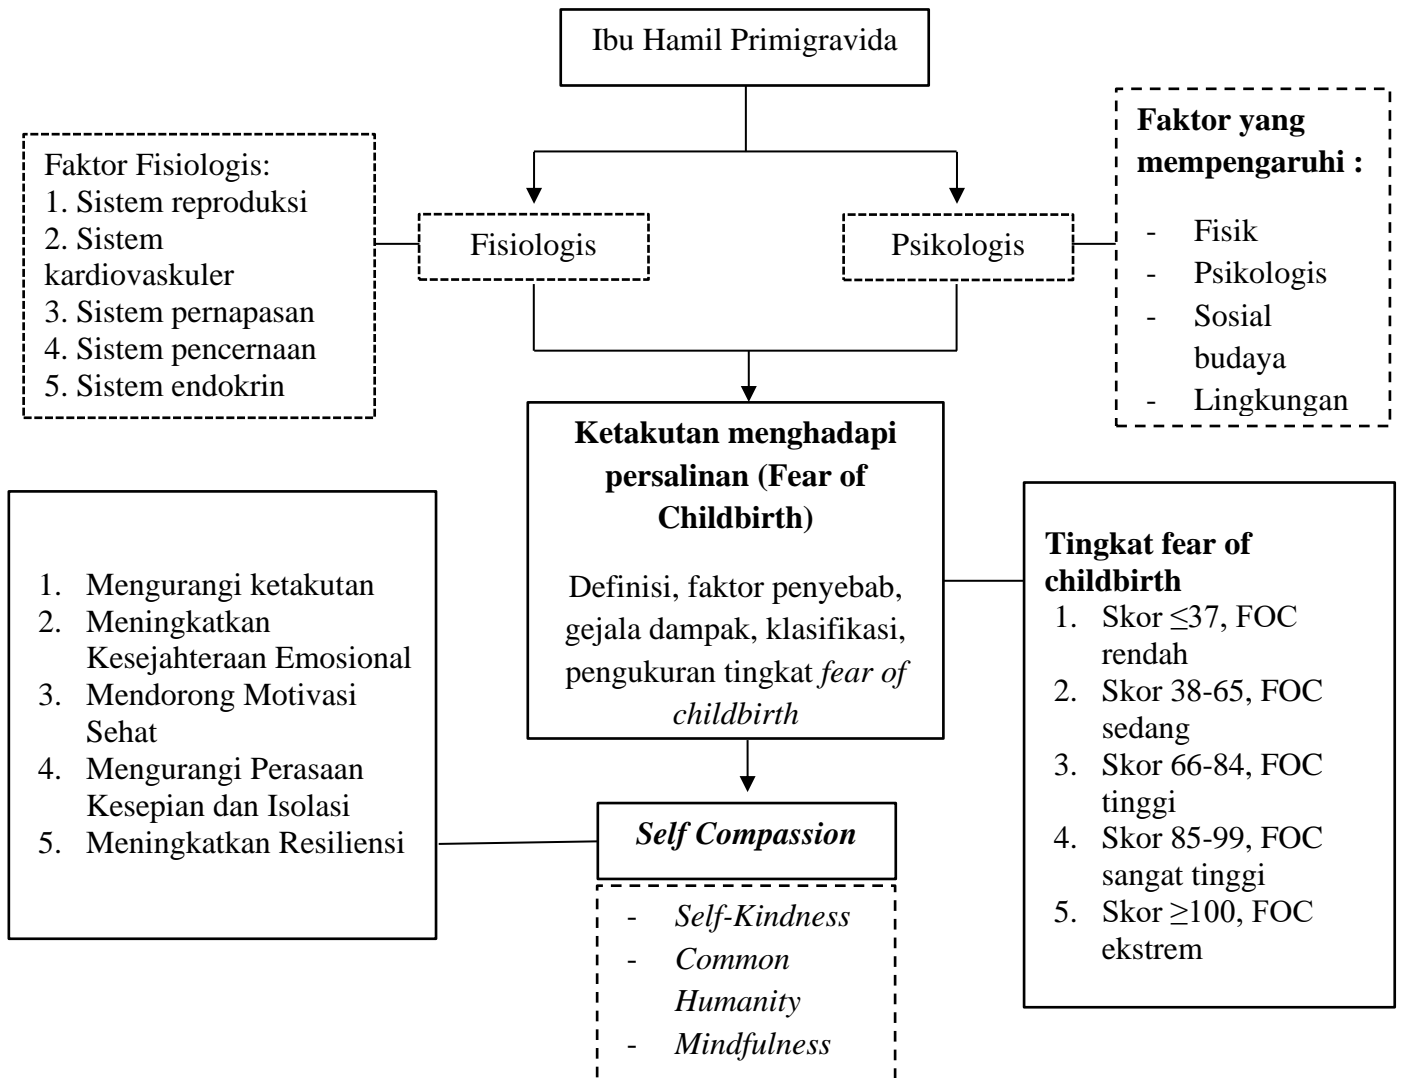 Ibu Hamil Primigravida
Faktor Fisiologis:
1. Sistem reproduksi
2. Sistem
kardiovaskuler
3. Sistem pernapasan
4. Sistem pencernaan
5. Sistem endokrin
Fisiologis
Psikologis
Faktor yang
mempengaruhi :
- Fisik
- Psikologis
- Sosial
budaya
- Lingkungan
Ketakutan menghadapi
persalinan (Fear of
Childbirth)
Definisi, faktor penyebab,
gejala dampak, klasifikasi,
pengukuran tingkat fear of
childbirth
1. Mengurangi ketakutan
2. Meningkatkan
Kesejahteraan Emosional
3. Mendorong Motivasi
Sehat
4. Mengurangi Perasaan
Kesepian dan Isolasi
5. Meningkatkan Resiliensi
Tingkat fear of
childbirth
1. Skor ≤37, FOC
rendah
2. Skor 38-65, FOC
sedang
3. Skor 66-84, FOC
tinggi
4. Skor 85-99, FOC
sangat tinggi
5. Skor ≥100, FOC
ekstrem
Self Compassion
- Self-Kindness
- Common
Humanity
- Mindfulness